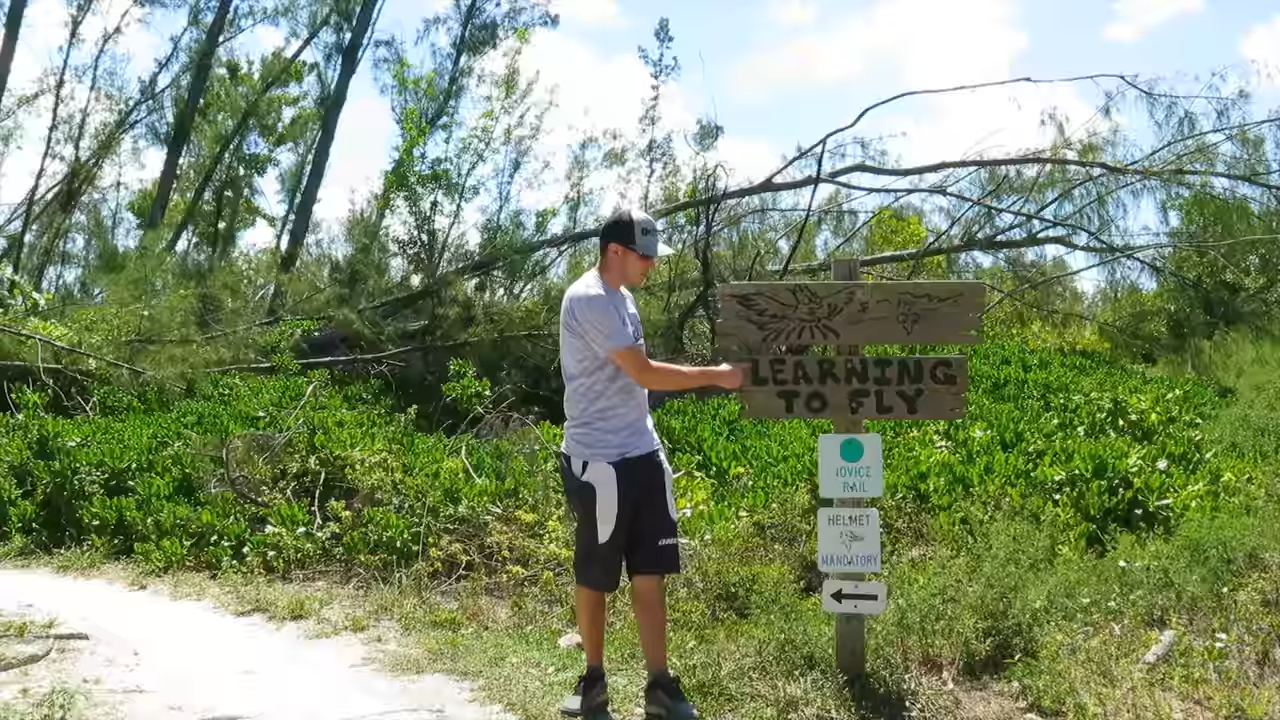 LEARNING
TO FLY
NOVICE
TRAIL
HELMET
MANDATORY